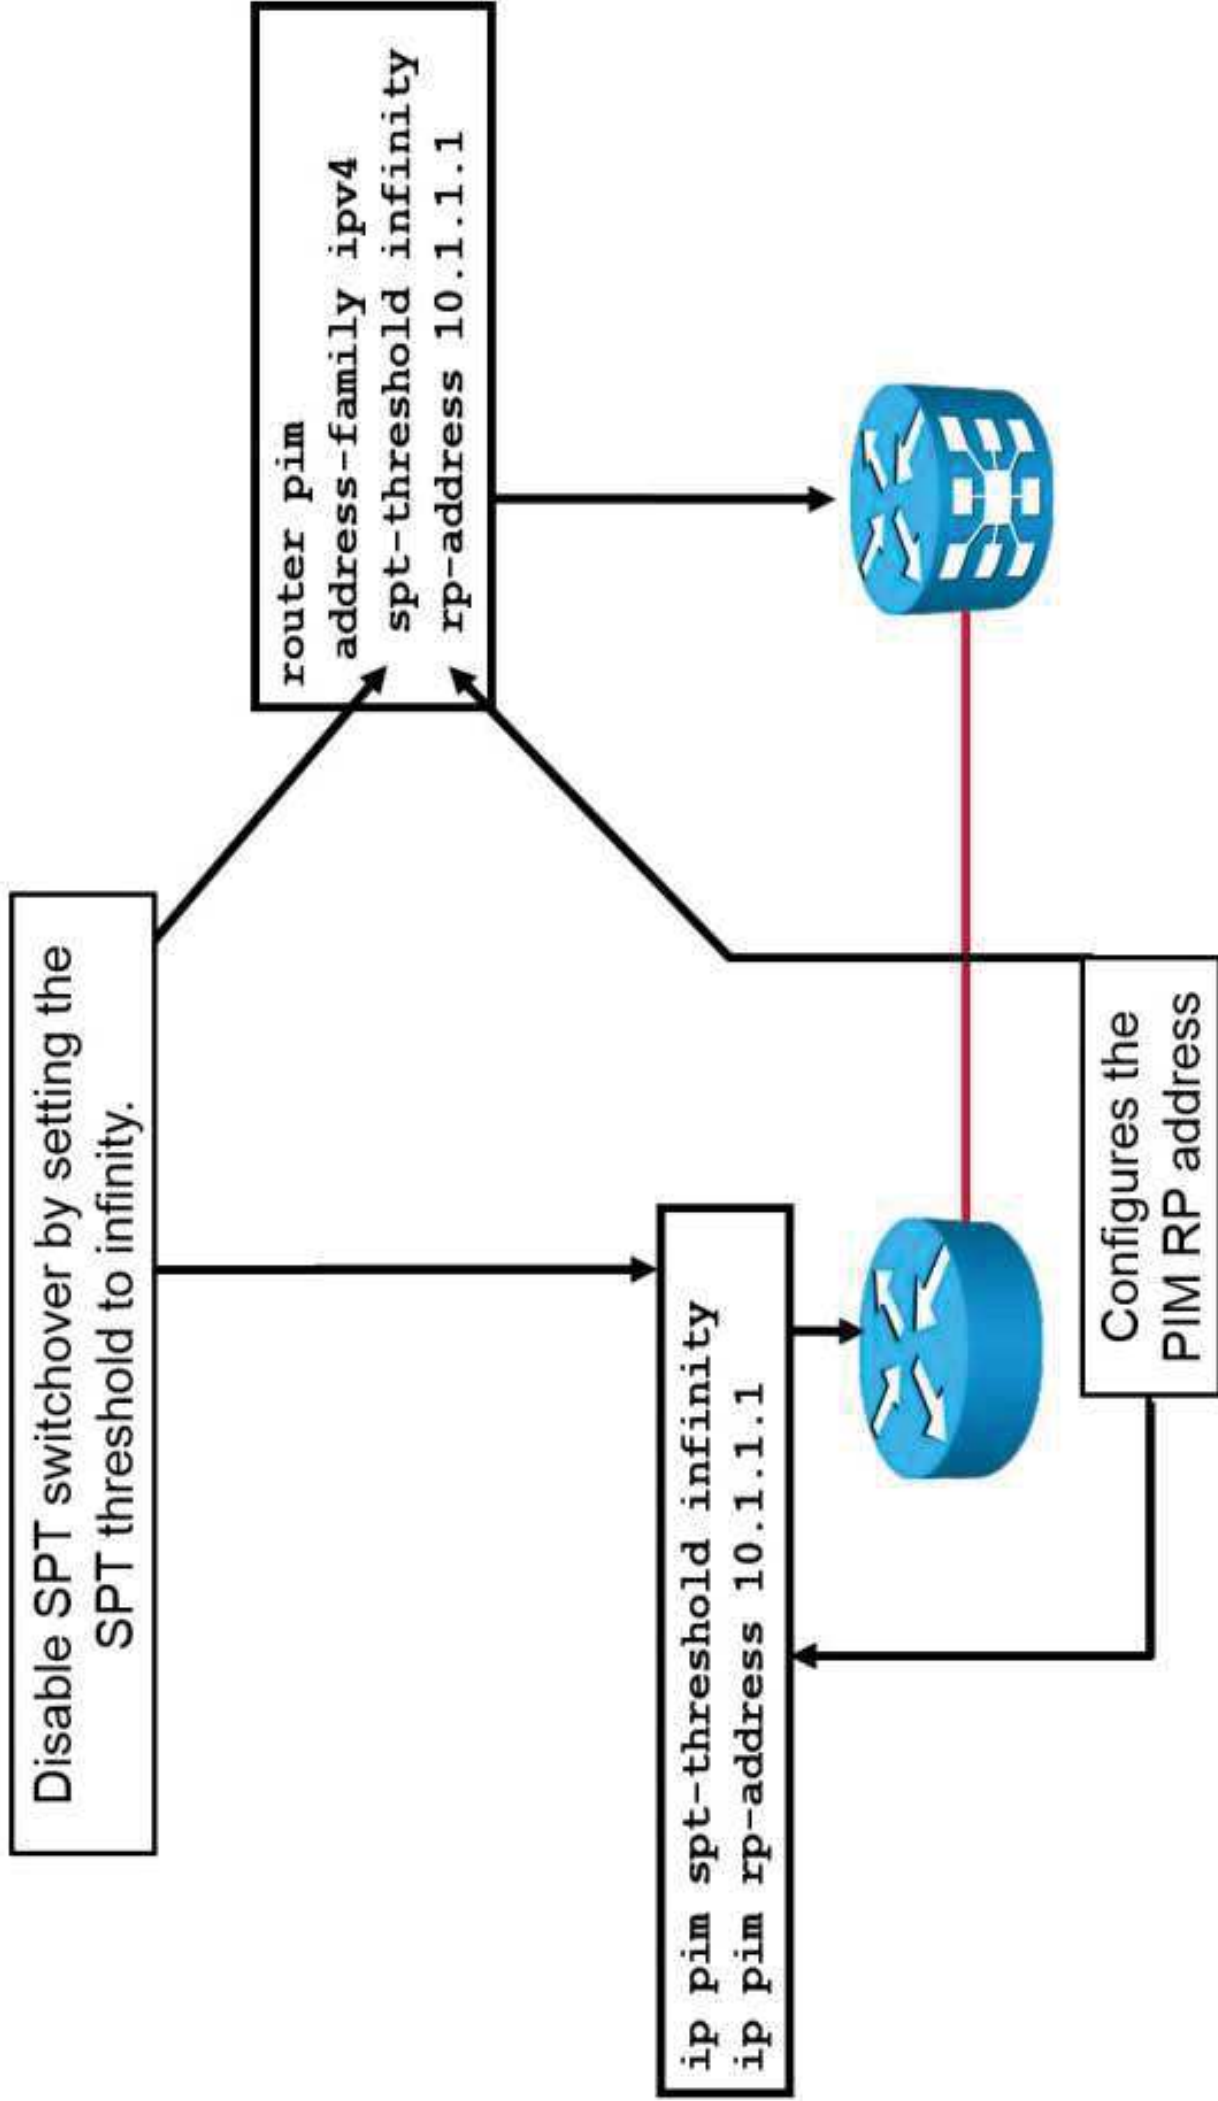 Disable SPT switchover by setting the
SPT threshold to infinity.
router pim
address-family ipv4
spt-threshold infinity
rp-address 10.1.1.1
ip pim spt-threshold infinity
ip pim rp-address 10.1.1.1
Configures the
PIM RP address